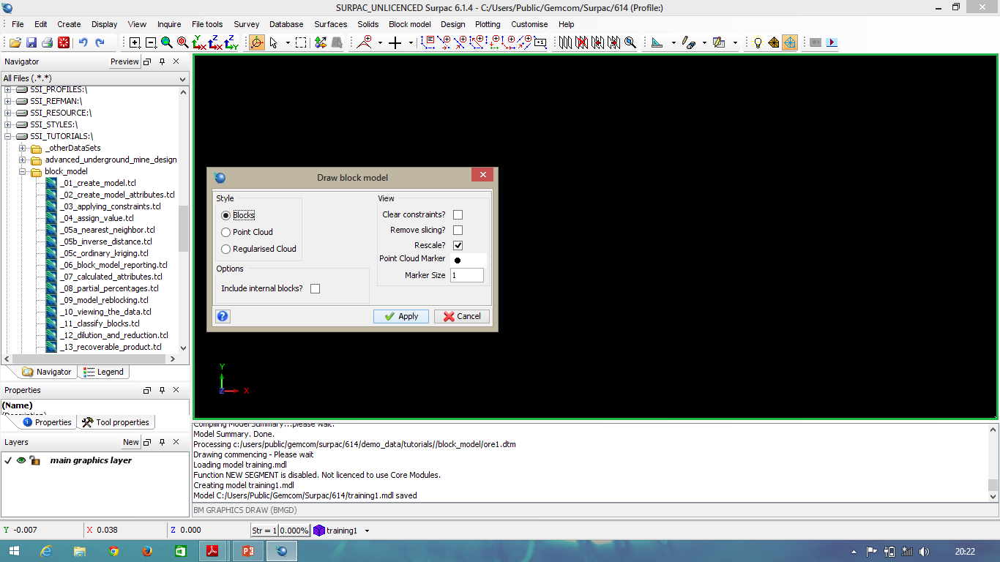 SURPAC_UNLICENCED Surpac 6.1.4 - C:/Users/Public/Gemcom/Surpac/614 (Profile:)
File Edit Create Display View Inquire File tools Survey Database Surfaces Solids Block model Design Plotting Customise Help
Navigator Preview
All Files (.*.*)
SSI_PROFILES:\
SSI_REFMAN:\
SSI_RESOURCE:\
SSI_STYLES:\
SSI_TUTORIALS:\
_otherDataSets
advanced_underground_mine_design
block_model
_01_create_model.tcl
_02_create_model_attributes.tcl
_03_applying_constraints.tcl
_04_assign_value.tcl
_05a_nearest_neighbor.tcl
_05b_inverse_distance.tcl
_05c_ordinary_kriging.tcl
_06_block_model_reporting.tcl
_07_calculated_attributes.tcl
_08_partial_percentages.tcl
_09_model_reblocking.tcl
_10_viewing_the_data.tcl
_11_classify_blocks.tcl
_12_dilution_and_reduction.tcl
_13_recoverable_product.tcl
Navigator Legend
Properties
(Name)
(Description)
Properties Tool properties
Layers New
main graphics layer
Draw block model
Style
Blocks
Point Cloud
Regularised Cloud
Options
Include internal blocks?
View
Clear constraints?
Remove slicing?
Rescale?
Point Cloud Marker
Marker Size 1
Apply Cancel
Y
Z X
Compiling Model Summary...please wait.
Model Summary. Done.
Processing c:/users/public/gemcom/surpac/614/demo_data/tutorials//block_model/ore1.dtm
Drawing commencing - Please wait
Loading model training.mdl
Function NEW SEGMENT is disabled. Not licenced to use Core Modules.
Creating model training1.mdl
Model C:/Users/Public/Gemcom/Surpac/614/training1.mdl saved
BM GRAPHICS DRAW (BMGD)
Y -0.007 X 0.038 Z 0.000 Str = 1 0.000% training1
20:22